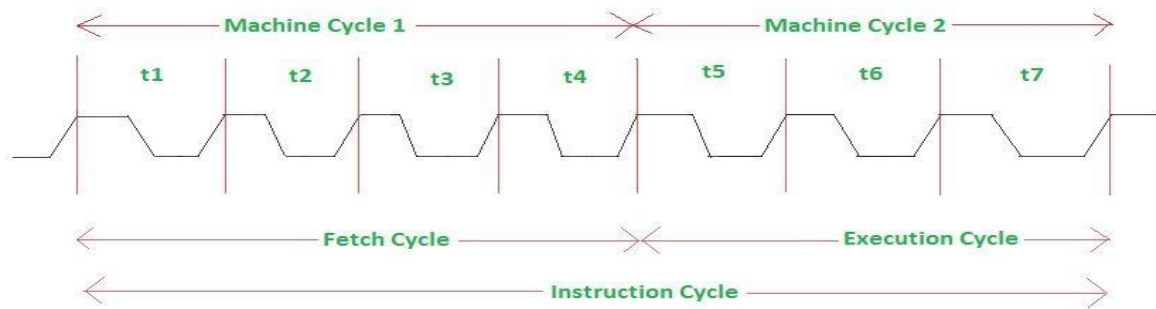 Machine Cycle 1
Machine Cycle 2
t1
t2
t3
t4
t5
t6
t7
Fetch Cycle
Execution Cycle
Instruction Cycle